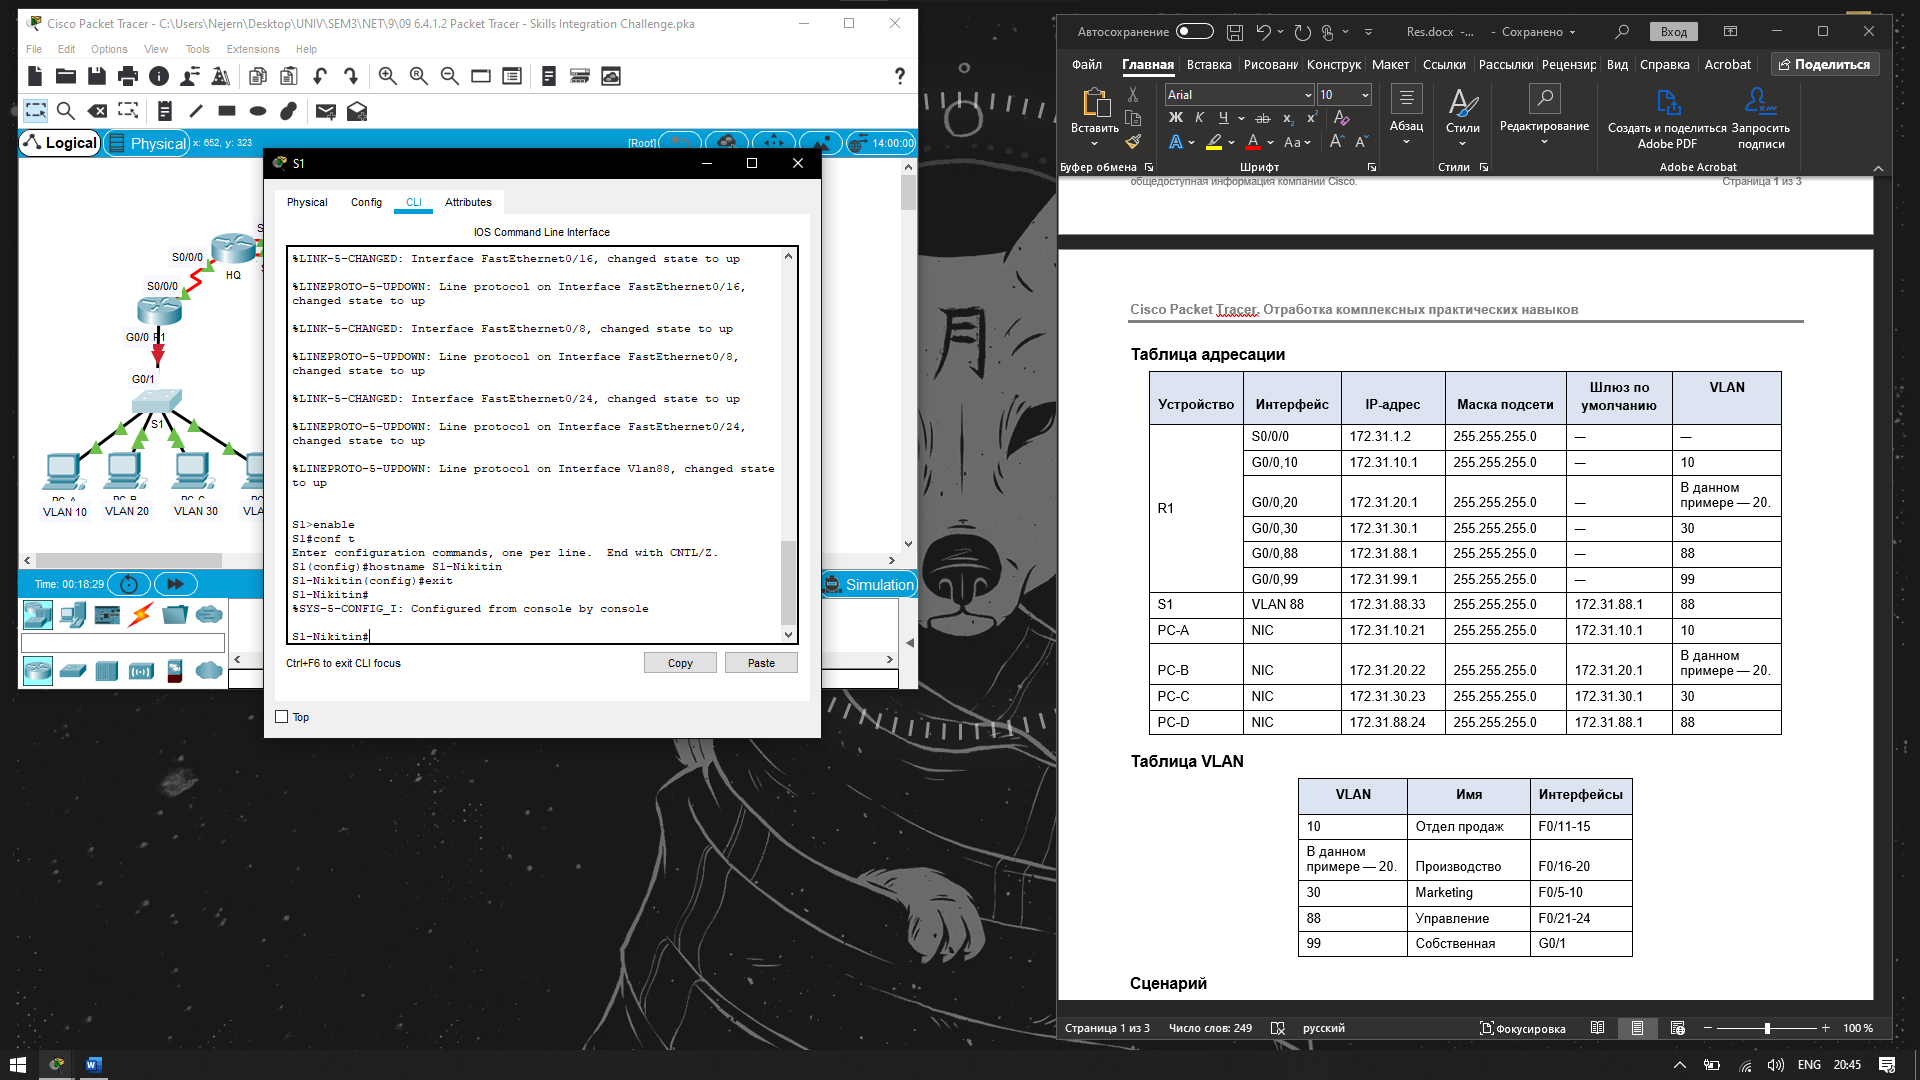 Cisco Packet Tracer - C:\Users\Nejern\Desktop\UNIV\SEM3\NET\9\09 6.4.1.2 Packet Tracer - Skills Integration Challenge.pka
File Edit Options View Tools Extensions Help
Logical
Physical
x: 652, y: 323
[Root]
14:00:00
S0/0/0
HQ
S0/0/0
G0/0
G0/1
S1
PC-A
PC-B
PC-C
VLAN 10
VLAN 20
VLAN 30
Time: 00:18:29
Simulation
S1
Physical Config CLI Attributes
IOS Command Line Interface
%LINK-5-CHANGED: Interface FastEthernet0/16, changed state to up
%LINEPROTO-5-UPDOWN: Line protocol on Interface FastEthernet0/16,
changed state to up
%LINK-5-CHANGED: Interface FastEthernet0/8, changed state to up
%LINEPROTO-5-UPDOWN: Line protocol on Interface FastEthernet0/8,
changed state to up
%LINK-5-CHANGED: Interface FastEthernet0/24, changed state to up
%LINEPROTO-5-UPDOWN: Line protocol on Interface FastEthernet0/24,
changed state to up
%LINEPROTO-5-UPDOWN: Line protocol on Interface Vlan88, changed state
to up
S1>enable
S1#conf t
Enter configuration commands, one per line.  End with CNTL/Z.
S1(config)#hostname S1-Nikitin
S1-Nikitin(config)#exit
S1-Nikitin#
%SYS-5-CONFIG_I: Configured from console by console
S1-Nikitin#
Ctrl+F6 to exit CLI focus
Copy
Paste
Top
Автосохранение
Res.docx -... - Сохранено
Вход
Файл Главная Вставка Рисовани Конструк Макет Ссылки Рассылки Рецензир Вид Справка Acrobat
Поделиться
Вставить
Буфер обмена
Arial
10
Ж К Ч ab x₂ x²
А Aa А А
Шрифт
Абзац
Стили
Стили
Редактирование
Создать и поделиться
Adobe PDF
Запросить
подписи
Adobe Acrobat
общедоступная информация компании Cisco. Страница 1 из 3
Cisco Packet Tracer. Отработка комплексных практических навыков
Таблица адресации
Устройство Интерфейс IP-адрес Маска подсети Шлюз по умолчанию VLAN
R1
S0/0/0 172.31.1.2 255.255.255.0 — —
G0/0,10 172.31.10.1 255.255.255.0 — 10
G0/0,20 172.31.20.1 255.255.255.0 — В данном примере — 20.
G0/0,30 172.31.30.1 255.255.255.0 — 30
G0/0,88 172.31.88.1 255.255.255.0 — 88
G0/0,99 172.31.99.1 255.255.255.0 — 99
S1 VLAN 88 172.31.88.33 255.255.255.0 172.31.88.1 88
PC-A NIC 172.31.10.21 255.255.255.0 172.31.10.1 10
PC-B NIC 172.31.20.22 255.255.255.0 172.31.20.1 В данном примере — 20.
PC-C NIC 172.31.30.23 255.255.255.0 172.31.30.1 30
PC-D NIC 172.31.88.24 255.255.255.0 172.31.88.1 88
Таблица VLAN
VLAN Имя Интерфейсы
10 Отдел продаж F0/11-15
В данном примере — 20. Производство F0/16-20
30 Marketing F0/5-10
88 Управление F0/21-24
99 Собственная G0/1
Сценарий
Страница 1 из 3 Число слов: 249 русский
Фокусировка
100 %
月
ENG 20:45